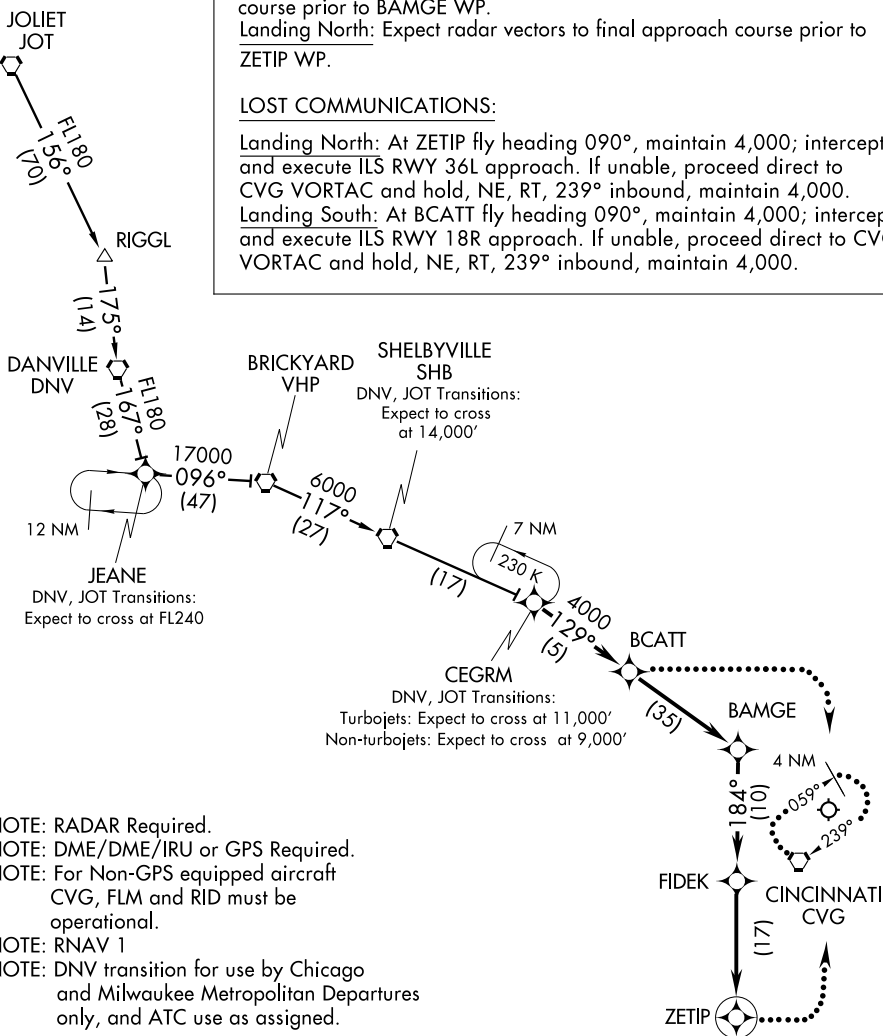 course prior to BAMGE WP.
Landing North: Expect radar vectors to final approach course prior to
ZETIP WP.
LOST COMMUNICATIONS:
Landing North: At ZETIP fly heading 090°, maintain 4,000; intercept
and execute ILS RWY 36L approach. If unable, proceed direct to
CVG VORTAC and hold, NE, RT, 239° inbound, maintain 4,000.
Landing South: At BCATT fly heading 090°, maintain 4,000; intercep
and execute ILS RWY 18R approach. If unable, proceed direct to CV
VORTAC and hold, NE, RT, 239° inbound, maintain 4,000.
JOLIET
JOT
FL180
156°
(70)
RIGGL
175°
(14)
DANVILLE
DNV
FL180
167°
(28)
17000
096°
(47)
12 NM
JEANE
DNV, JOT Transitions:
Expect to cross at FL240
BRICKYARD
VHP
6000
117°
(27)
SHELBYVILLE
SHB
DNV, JOT Transitions:
Expect to cross
at 14,000'
(17)
7 NM
230 K
4000
129°
(5)
CEGRM
DNV, JOT Transitions:
Turbojets: Expect to cross at 11,000'
Non-turbojets: Expect to cross at 9,000'
BCATT
(35)
BAMGE
184°
(10)
4 NM
059°
239°
CINCINNATI
CVG
FIDEK
(17)
ZETIP
OTE: RADAR Required.
OTE: DME/DME/IRU or GPS Required.
OTE: For Non-GPS equipped aircraft
CVG, FLM and RID must be
operational.
OTE: RNAV 1
OTE: DNV transition for use by Chicago
and Milwaukee Metropolitan Departures
only, and ATC use as assigned.